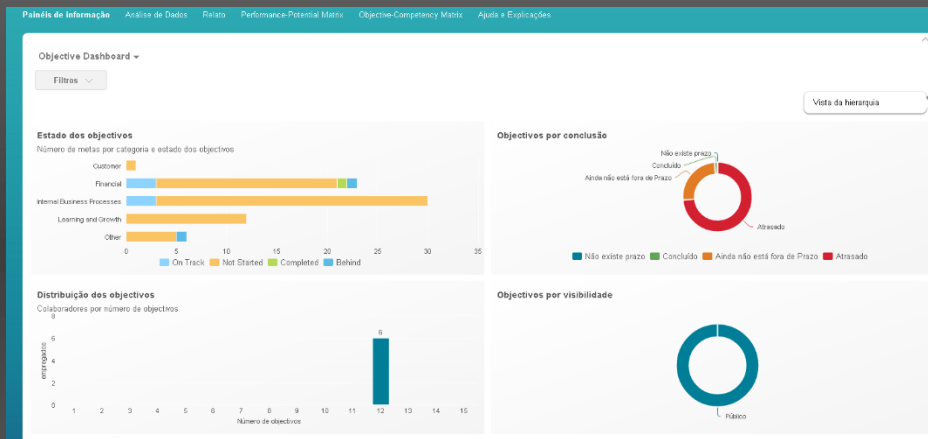 Painéis de informação Análise de Dados Relato Performance-Potential Matrix Objective-Competency Matrix Ajuda e Explicações
Objective Dashboard
Filtros
Vista da hierarquia
Estado dos objectivos
Número de metas por categoria e estado dos objectivos
Customer
Financial
Internal Business Processes
Learning and Growth
Other
0 5 10 15 20 25 30 35
On Track Not Started Completed Behind
Objectivos por conclusão
Não existe prazo
Concluído
Ainda não está fora de Prazo
Atrasado
Não existe prazo Concluído Ainda não está fora de Prazo Atrasado
Distribuição dos objectivos
Colaboradores por número de objectivos
8
6
4
2
0
empregados
6
1 2 3 4 5 6 7 8 9 10 11 12 13 14 15
Número de objectivos
Objectivos por visibilidade
Público